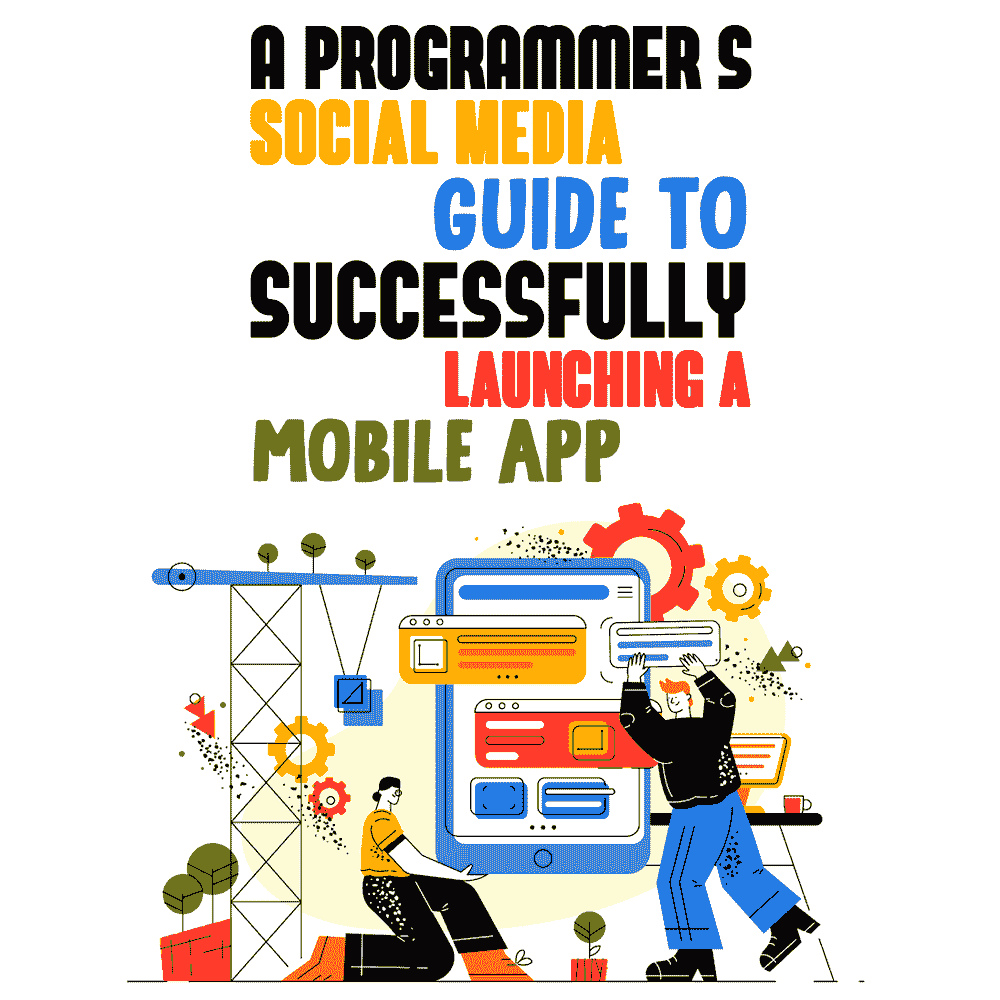 A PROGRAMMER S
SOCIAL MEDIA
GUIDE TO
SUCCESSFULLY
LAUNCHING A
MOBILE APP